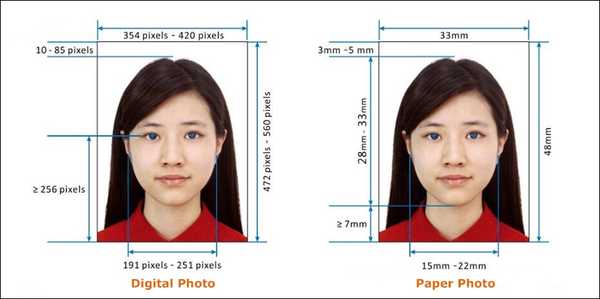 354 pixels - 420 pixels
10 - 85 pixels
472 pixels - 560 pixels
≥ 256 pixels
191 pixels - 251 pixels
Digital Photo
33mm
3mm -5 mm
28mm - 33mm
48mm
≥ 7mm
15mm -22mm
Paper Photo